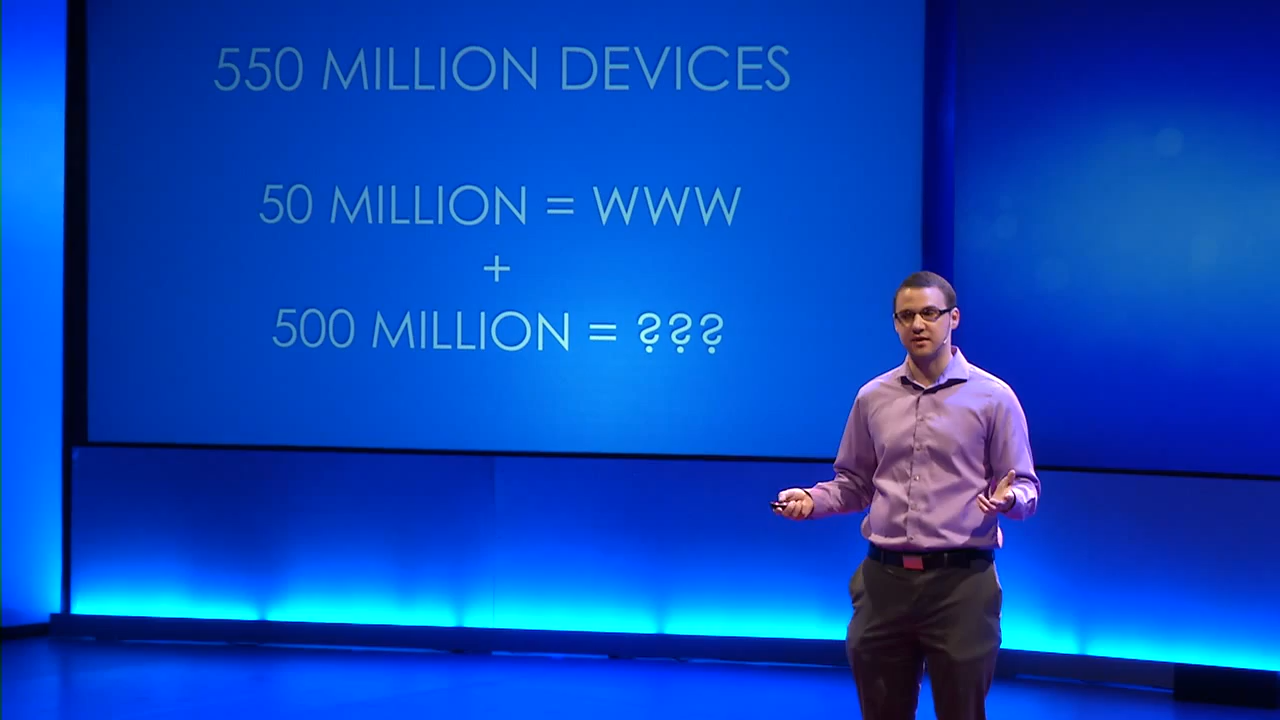 550 MILLION DEVICES
50 MILLION = WWW
+
500 MILLION = ???